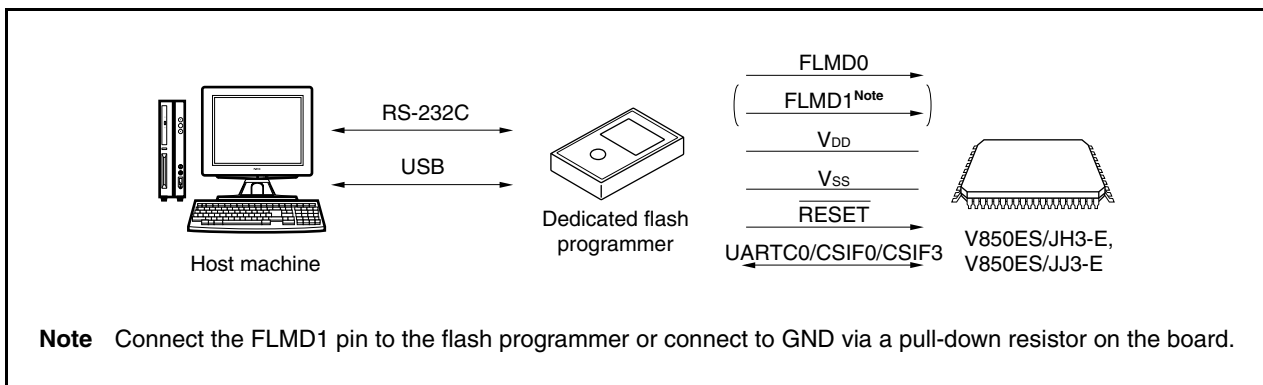 FLMD0
RS-232C
FLMD1Note
VDD
USB
VSS
RESET
Dedicated flash
programmer
UARTC0/CSIF0/CSIF3
V850ES/JH3-E,
V850ES/JJ3-E
Host machine
Note Connect the FLMD1 pin to the flash programmer or connect to GND via a pull-down resistor on the board.